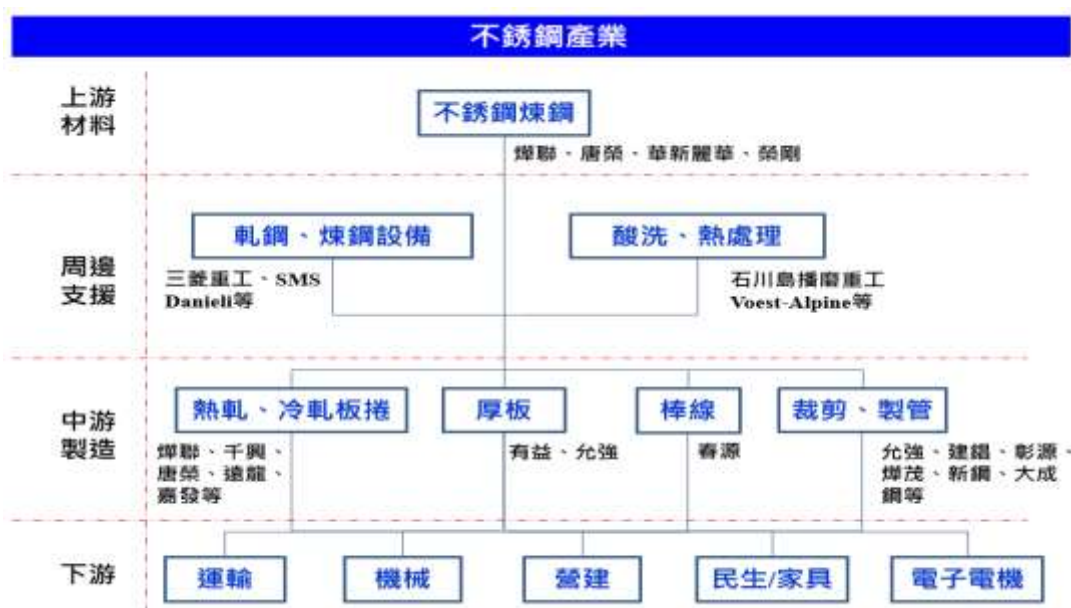 不銹鋼產業
上游
材料
不銹鋼煉鋼
燁聯、唐榮、華新麗華、榮剛
周邊
支援
軋鋼、煉鋼設備
三菱重工、SMS
Danieli等
酸洗、熱處理
石川島播磨重工
Voest-Alpine等
中游
製造
熱軋、冷軋板捲
燁聯、千興、
唐榮、遠龍、
嘉發等
厚板
有益、允強
棒線
春源
裁剪、製管
允強、建錩、彰源、
燁茂、新鋼、大成
鋼等
下游
運輸
機械
營建
民生/家具
電子電機